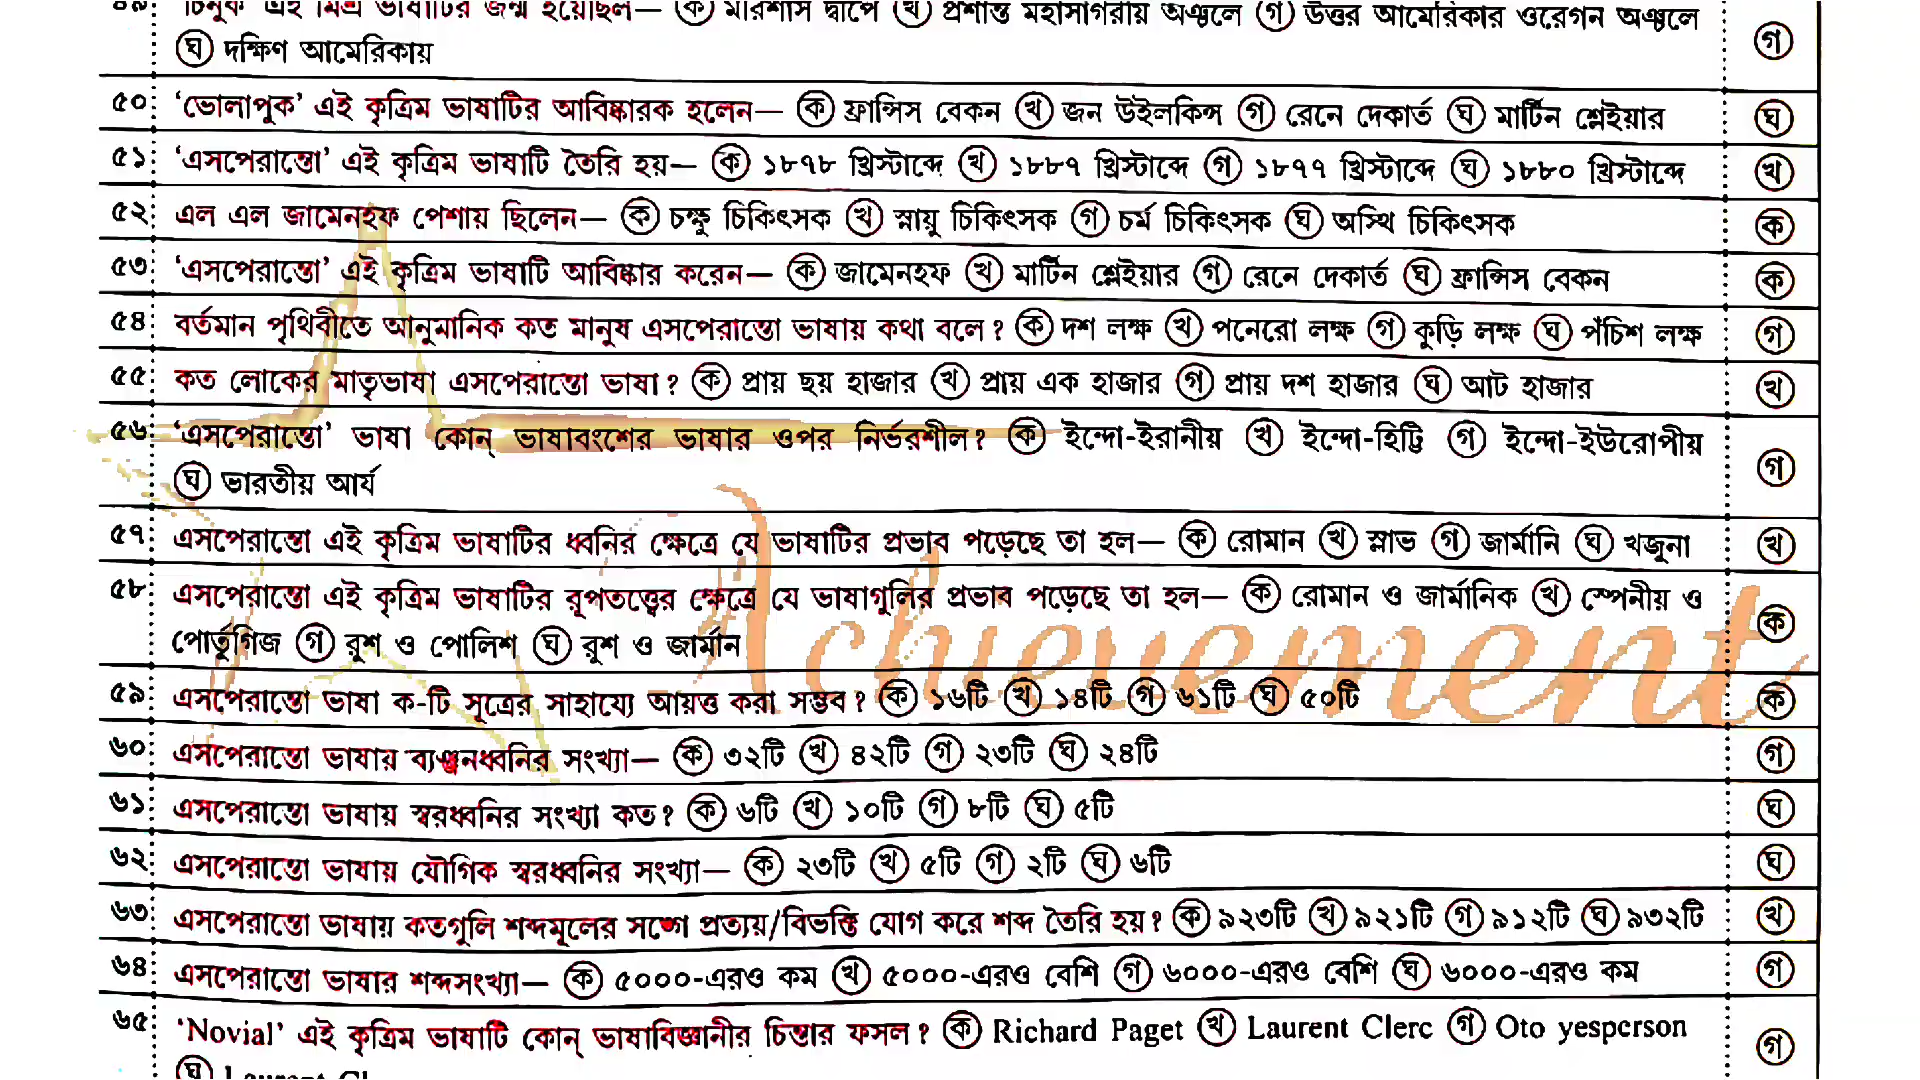 ৪৯ 'চিনুক' এই মিশ্র ভাষাটির জন্ম হয়েছিল— ক মরিশাস দ্বীপে খ প্রশান্ত মহাসাগরীয় অঞ্চলে গ উত্তর আমেরিকার ওরেগন অঞ্চলে
ঘ দক্ষিণ আমেরিকায় গ
৫০ 'ভোলাপুক' এই কৃত্রিম ভাষাটির আবিষ্কারক হলেন— ক ফ্রান্সিস বেকন খ জন উইলকিন্স গ রেনে দেকার্ত ঘ মার্টিন শ্লেইয়ার ঘ
৫১ 'এসপেরান্তো' এই কৃত্রিম ভাষাটি তৈরি হয়— ক ১৮৭৮ খ্রিস্টাব্দে খ ১৮৮৭ খ্রিস্টাব্দে গ ১৮৭৭ খ্রিস্টাব্দে ঘ ১৮৮০ খ্রিস্টাব্দে খ
৫২ এল এল জামেনহফ পেশায় ছিলেন— ক চক্ষু চিকিৎসক খ স্নায়ু চিকিৎসক গ চর্ম চিকিৎসক ঘ অস্থি চিকিৎসক ক
৫৩ 'এসপেরান্তো' এই কৃত্রিম ভাষাটি আবিষ্কার করেন— ক জামেনহফ খ মার্টিন শ্লেইয়ার গ রেনে দেকার্ত ঘ ফ্রান্সিস বেকন ক
৫৪ বর্তমান পৃথিবীতে আনুমানিক কত মানুষ এসপেরান্তো ভাষায় কথা বলে? ক দশ লক্ষ খ পনেরো লক্ষ গ কুড়ি লক্ষ ঘ পঁচিশ লক্ষ গ
৫৫ কত লোকের মাতৃভাষা এসপেরান্তো ভাষা? ক প্রায় ছয় হাজার খ প্রায় এক হাজার গ প্রায় দশ হাজার ঘ আট হাজার খ
৫৬ 'এসপেরান্তো' ভাষা কোন্ ভাষাবংশের ভাষার ওপর নির্ভরশীল? ক ইন্দো-ইরানীয় খ ইন্দো-হিট্টি গ ইন্দো-ইউরোপীয়
ঘ ভারতীয় আর্য গ
৫৭ এসপেরান্তো এই কৃত্রিম ভাষাটির ধ্বনির ক্ষেত্রে যে ভাষাটির প্রভাব পড়েছে তা হল— ক রোমান খ স্লাভ গ জার্মানি ঘ খজুনা খ
৫৮ এসপেরান্তো এই কৃত্রিম ভাষাটির রূপতত্ত্বের ক্ষেত্রে যে ভাষাগুলির প্রভাব পড়েছে তা হল— ক রোমান ও জার্মানিক খ স্পেনীয় ও
পোর্তুগিজ গ রুশ ও পোলিশ ঘ রুশ ও জার্মান ক
Achievement
৫৯ এসপেরান্তো ভাষা ক-টি সূত্রের সাহায্যে আয়ত্ত করা সম্ভব? ক ১৬টি খ ১৪টি গ ৬১টি ঘ ৫০টি ক
৬০ এসপেরান্তো ভাষায় ব্যঞ্জনধ্বনির সংখ্যা— ক ৩২টি খ ৪২টি গ ২৩টি ঘ ২৪টি গ
৬১ এসপেরান্তো ভাষায় স্বরধ্বনির সংখ্যা কত? ক ৬টি খ ১০টি গ ৮টি ঘ ৫টি ঘ
৬২ এসপেরান্তো ভাষায় যৌগিক স্বরধ্বনির সংখ্যা— ক ২৩টি খ ৫টি গ ২টি ঘ ৬টি ঘ
৬৩ এসপেরান্তো ভাষায় কতগুলি শব্দমূলের সঙ্গে প্রত্যয়/বিভক্তি যোগ করে শব্দ তৈরি হয়? ক ৯২৩টি খ ৯২১টি গ ৯১২টি ঘ ৯৩২টি খ
৬৪ এসপেরান্তো ভাষার শব্দসংখ্যা— ক ৫০০০-এরও কম খ ৫০০০-এরও বেশি গ ৬০০০-এরও বেশি ঘ ৬০০০-এরও কম গ
৬৫ 'Novial' এই কৃত্রিম ভাষাটি কোন্ ভাষাবিজ্ঞানীর চিন্তার ফসল? ক Richard Paget খ Laurent Clerc গ Oto yesperson গ
ঘ